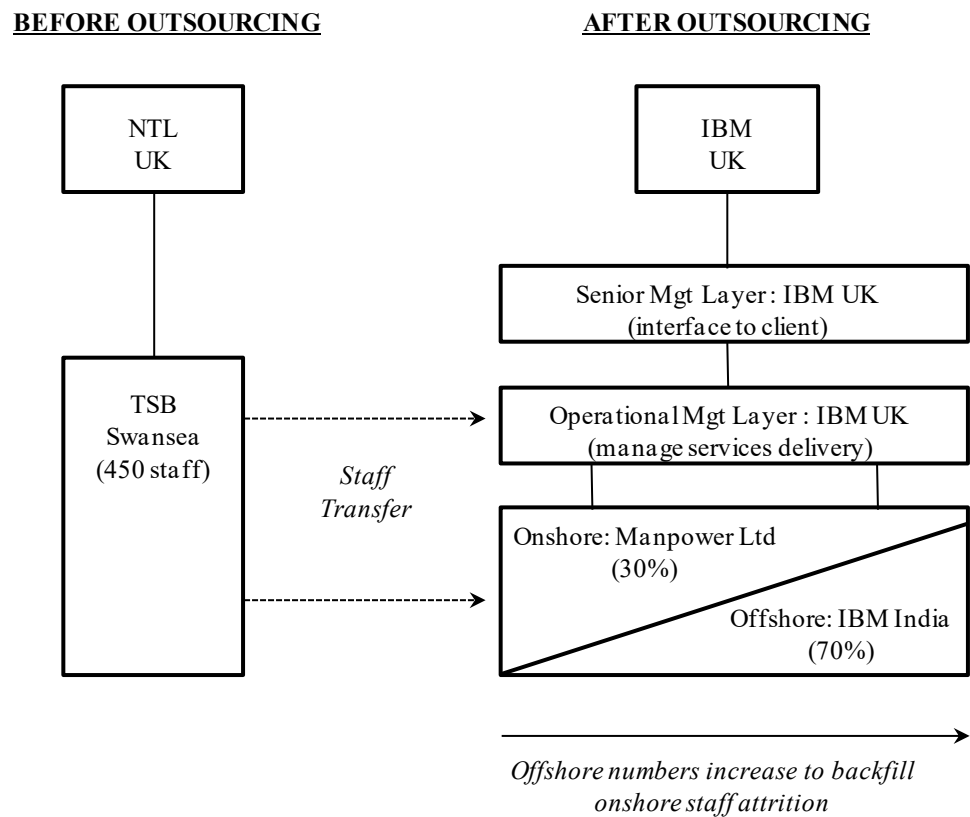 BEFORE OUTSOURCING
AFTER OUTSOURCING
NTL
UK
IBM
UK
Senior Mgt Layer : IBM UK
(interface to client)
TSB
Swansea
(450 staff)
Operational Mgt Layer : IBM UK
(manage services delivery)
Staff
Transfer
Onshore: Manpower Ltd
(30%)
Offshore: IBM India
(70%)
Offshore numbers increase to backfill
onshore staff attrition